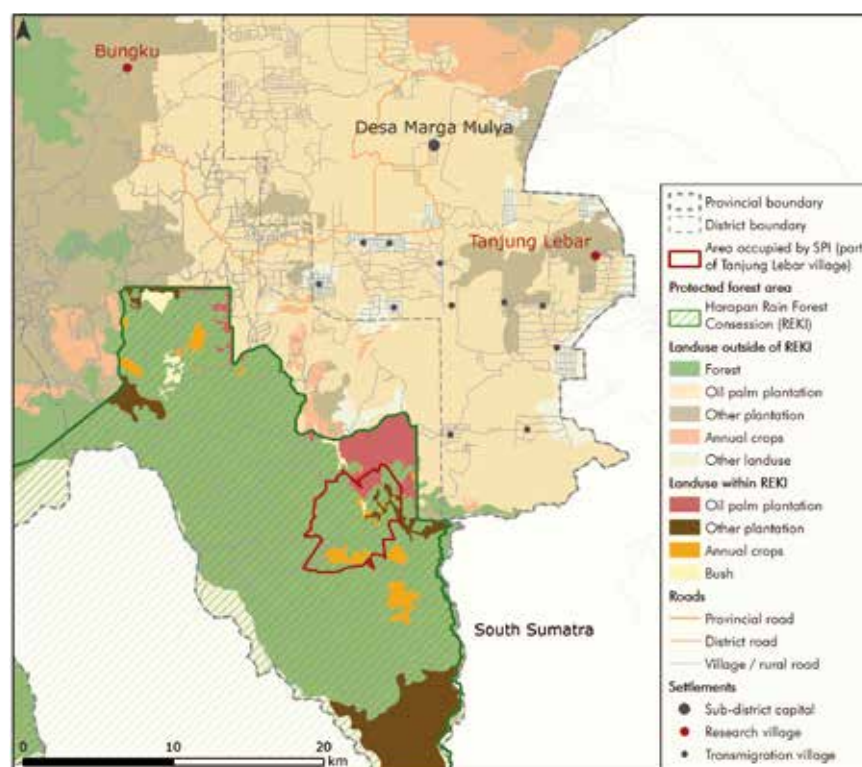 Bungku
Desa Marga Mulya
Tanjung Lebar
South Sumatra
0 10 20
km
Provincial boundary
District boundary
Area occupied by SPI (part
of Tanjung Lebar village)
Protected forest area
Harapan Rain Forest
Consession (REKI)
Landuse outside of REKI
Forest
Oil palm plantation
Other plantation
Annual crops
Other landuse
Landuse within REKI
Oil palm plantation
Other plantation
Annual crops
Bush
Roads
Provincial road
District road
Village / rural road
Settlements
Sub-district capital
Research village
Transmigration village